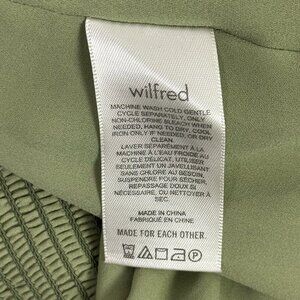 wilfred
MACHINE WASH COLD GENTLE
CYCLE SEPARATELY, ONLY
NON-CHLORINE BLEACH WHEN
NEEDED, HANG TO DRY, COOL
IRON ONLY IF NEEDED, OR DRY
CLEAN.
LAVER SÉPARÉMENT À LA
MACHINE À L'EAU FROIDE AU
CYCLE DÉLICAT, UTILISER
SEULEMENT UN JAVELLISANT
SANS CHLORE AU BESOIN,
SUSPENDRE POUR SÉCHER,
REPASSAGE DOUX SI
NÉCESSAIRE, OU NETTOYER À
SEC.
MADE IN CHINA
FABRIQUÉ EN CHINE
MADE FOR EACH OTHER.
P